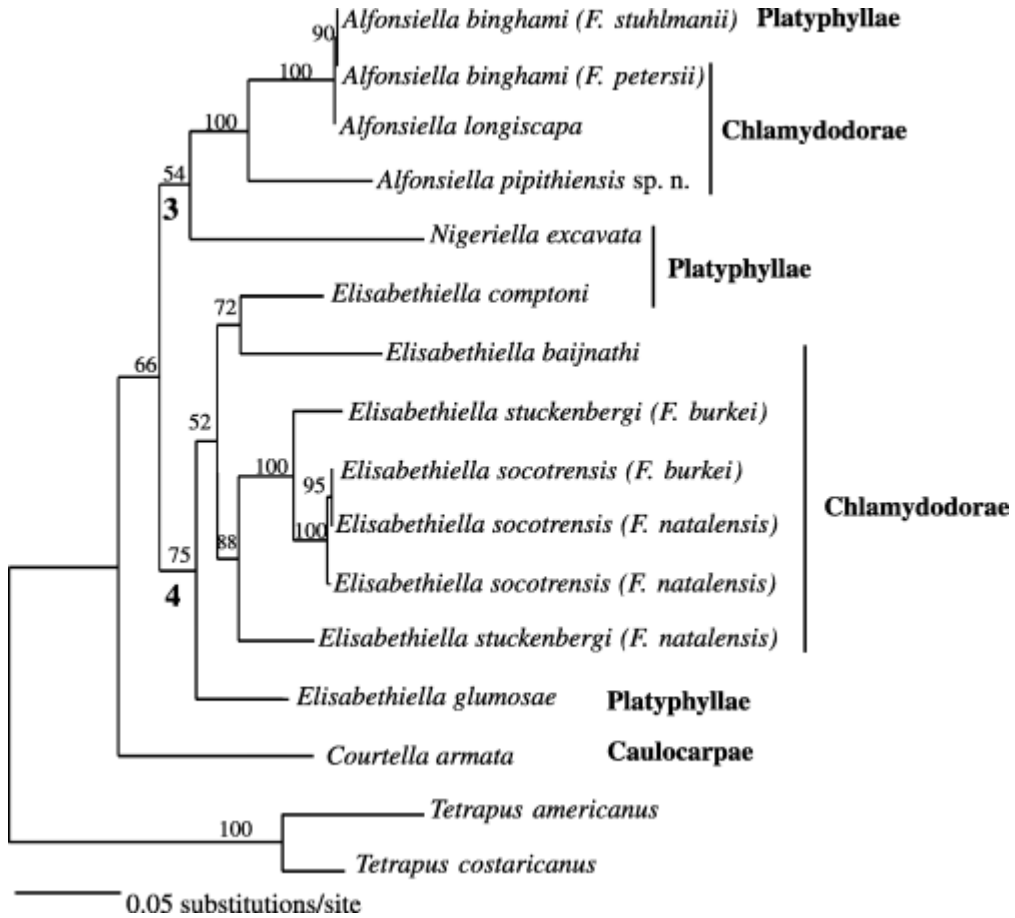 Alfonsiella binghami (F. stuhlmanii) Platyphyllae
90
Alfonsiella binghami (F. petersii)
100
Alfonsiella longiscapa
Chlamydodorae
100
Alfonsiella pipithiensis sp. n.
54
3
Nigeriella excavata
Platyphyllae
Elisabethiella comptoni
72
Elisabethiella baijnathi
66
Elisabethiella stuckenbergi (F. burkei)
52
100
Elisabethiella socotrensis (F. burkei)
95
Chlamydodorae
Elisabethiella socotrensis (F. natalensis)
100
88
75
Elisabethiella socotrensis (F. natalensis)
4
Elisabethiella stuckenbergi (F. natalensis)
Elisabethiella glumosae Platyphyllae
Courtella armata Caulocarpae
Tetrapus americanus
100
Tetrapus costaricanus
0.05 substitutions/site